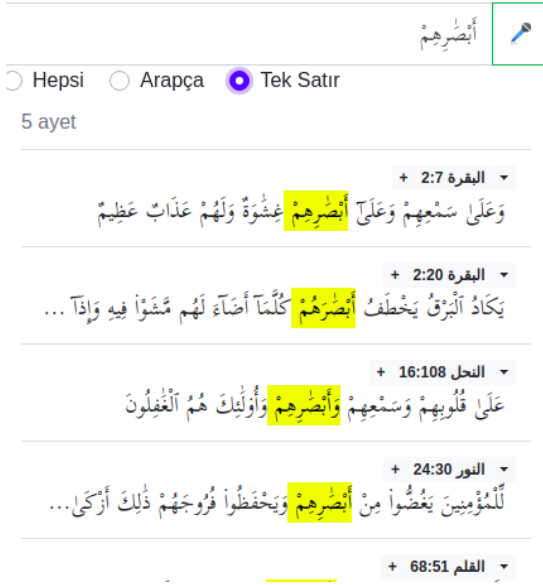 أَبْصَٰرِهِمْ
Hepsi Arapça Tek Satır
5 ayet
البقرة 2:7 +
وَعَلَىٰ سَمْعِهِمْ وَعَلَىٰٓ أَبْصَٰرِهِمْ غِشَٰوَةٌ وَلَهُمْ عَذَابٌ عَظِيمٌ
البقرة 2:20 +
يَكَادُ ٱلْبَرْقُ يَخْطَفُ أَبْصَٰرَهُمْ كُلَّمَآ أَضَآءَ لَهُم مَّشَوْا۟ فِيهِ وَإِذَآ ...
النحل 16:108 +
عَلَىٰ قُلُوبِهِمْ وَسَمْعِهِمْ وَأَبْصَٰرِهِمْ وَأُو۟لَٰٓئِكَ هُمُ ٱلْغَٰفِلُونَ
النور 24:30 +
لِّلْمُؤْمِنِينَ يَغُضُّوا۟ مِنْ أَبْصَٰرِهِمْ وَيَحْفَظُوا۟ فُرُوجَهُمْ ذَٰلِكَ أَزْكَىٰ...
القلم 68:51 +